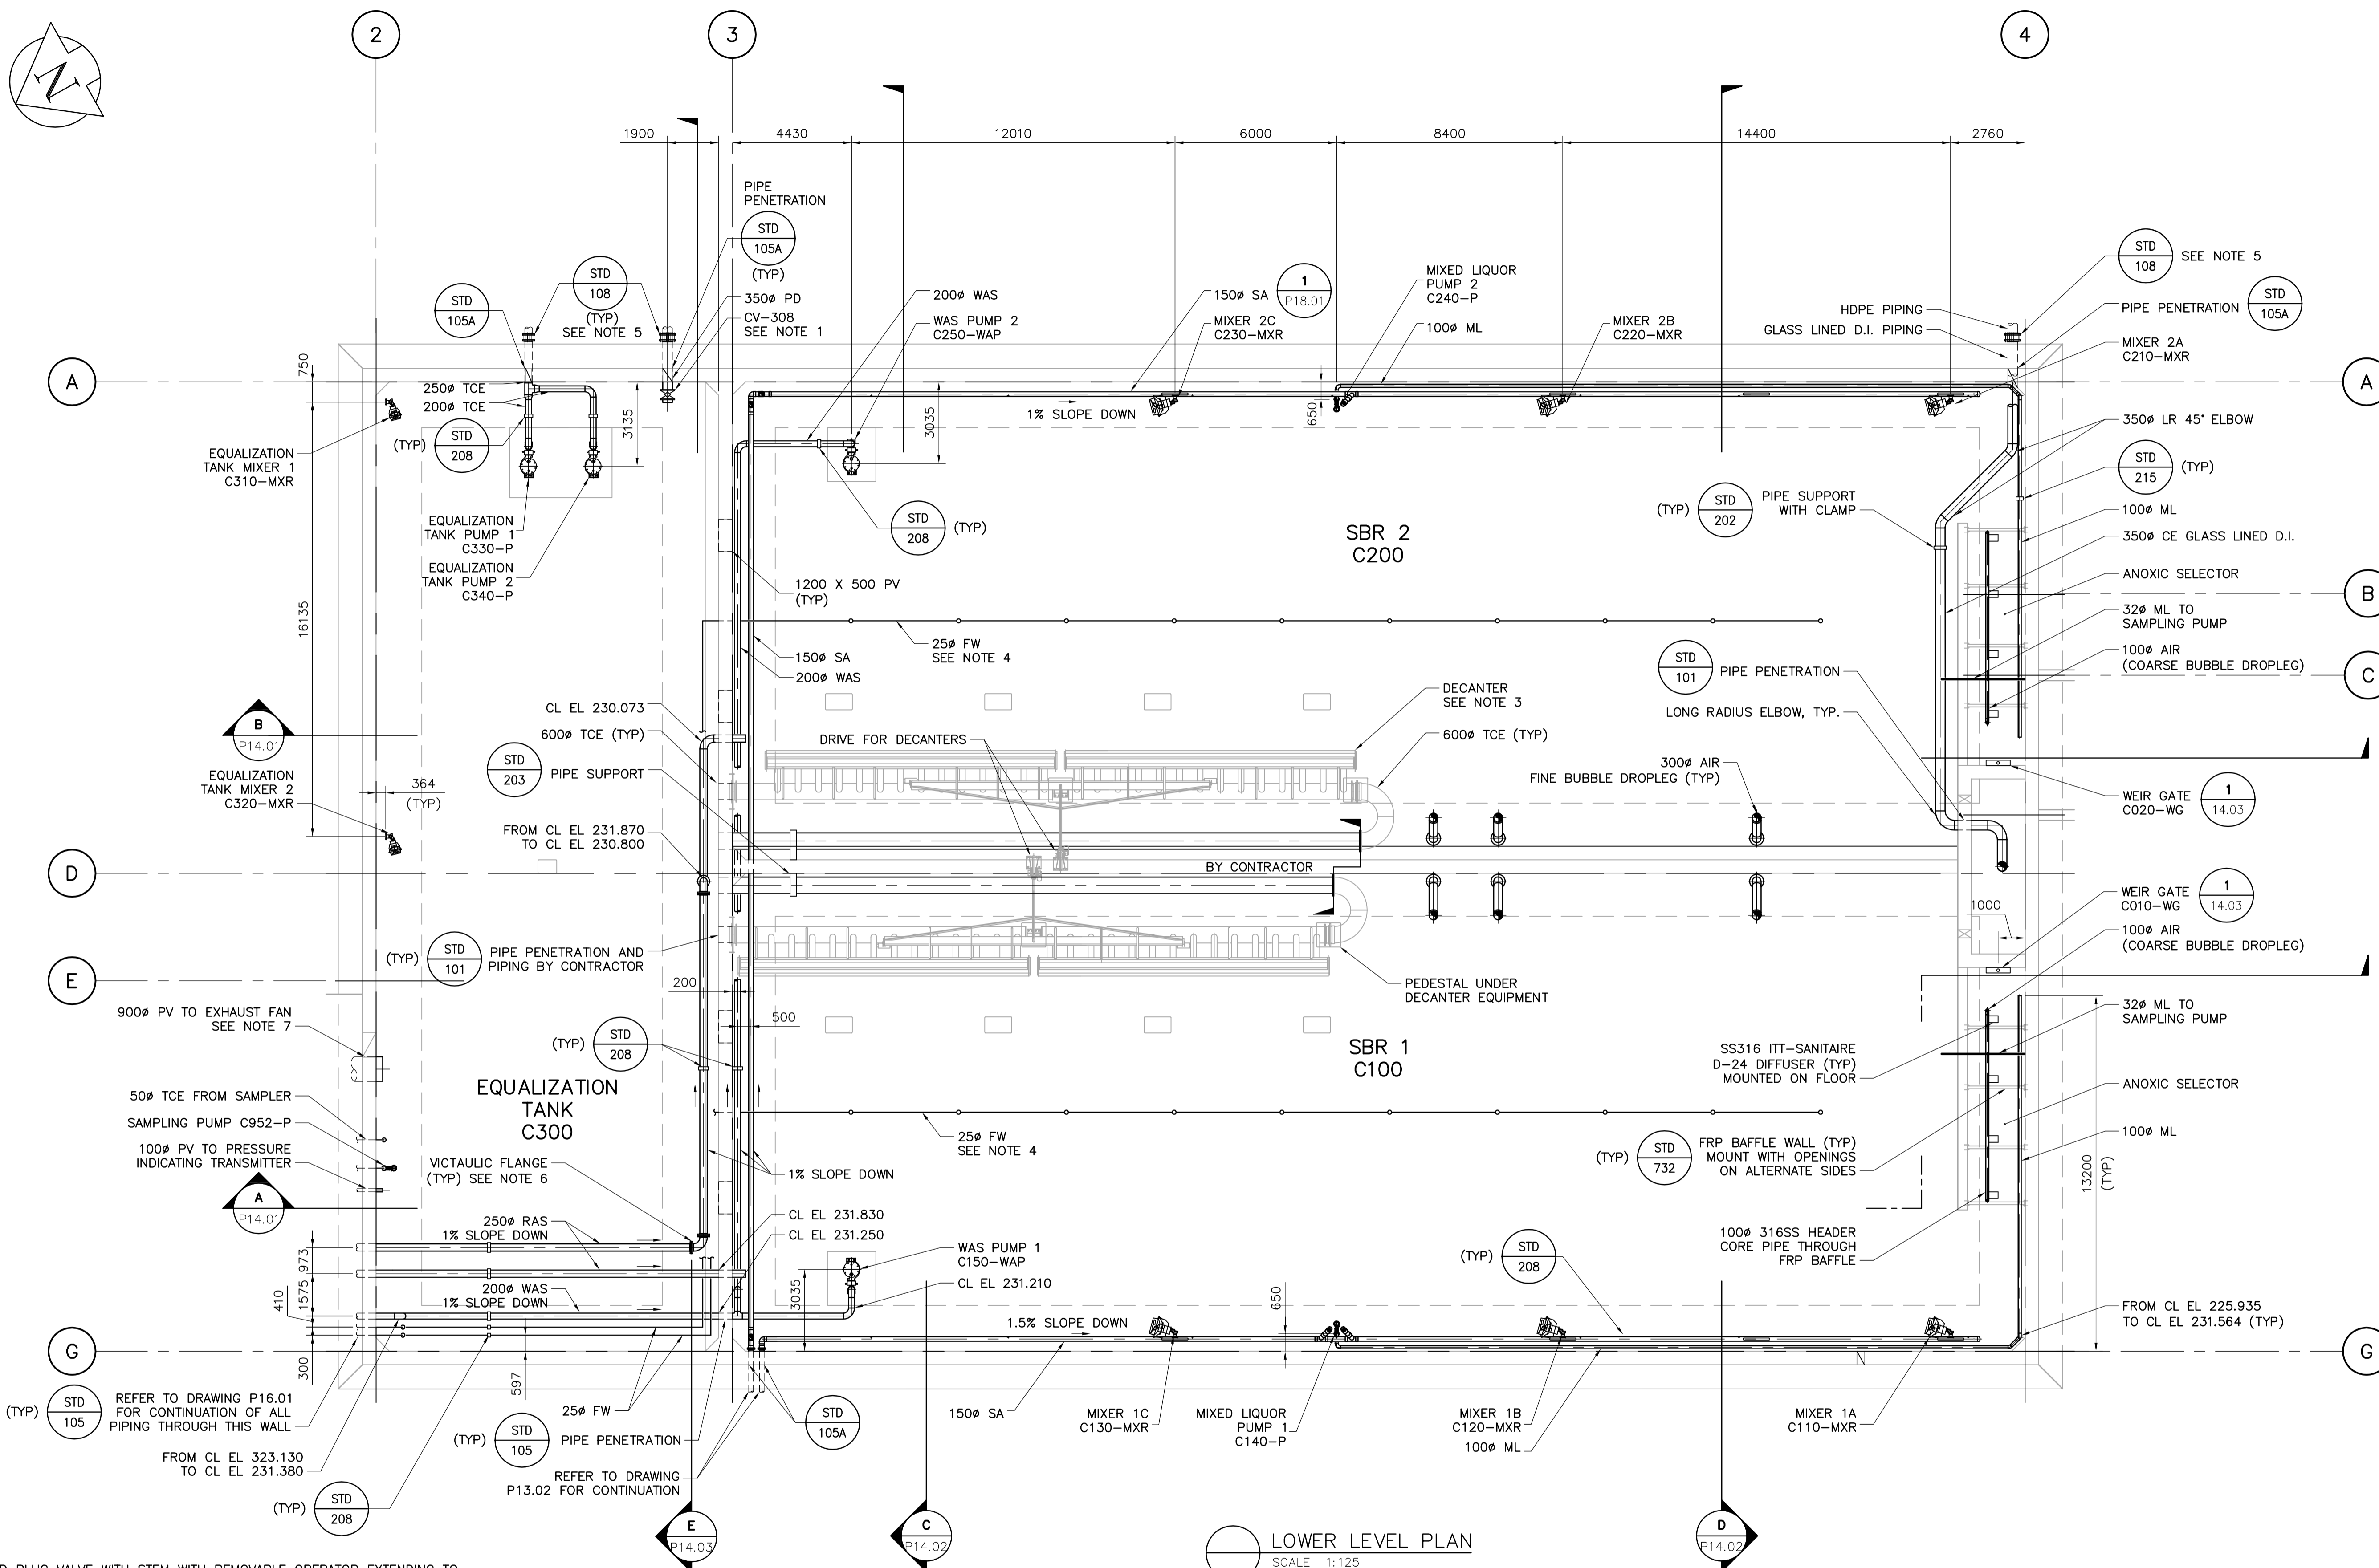 N
2
3
4
1900
4430
12010
6000
8400
14400
2760
PIPE
PENETRATION
STD
105A
(TYP)
350ø PD
CV-308
SEE NOTE 1
STD
105A
STD
108
(TYP)
SEE NOTE 5
200ø WAS
WAS PUMP 2
C250-WAP
150ø SA
1
P18.01
MIXER 2C
C230-MXR
MIXED LIQUOR
PUMP 2
C240-P
100ø ML
MIXER 2B
C220-MXR
HDPE PIPING
GLASS LINED D.I. PIPING
STD
108
SEE NOTE 5
PIPE PENETRATION
STD
105A
MIXER 2A
C210-MXR
A
A
750
250ø TCE
200ø TCE
(TYP)
STD
208
3135
3035
1% SLOPE DOWN
650
EQUALIZATION
TANK MIXER 1
C310-MXR
350ø LR 45° ELBOW
STD
215
(TYP)
(TYP)
STD
202
PIPE SUPPORT
WITH CLAMP
100ø ML
350ø CE GLASS LINED D.I.
EQUALIZATION
TANK PUMP 1
C330-P
EQUALIZATION
TANK PUMP 2
C340-P
STD
208
(TYP)
SBR 2
C200
1200 X 500 PV
(TYP)
ANOXIC SELECTOR
B
32ø ML TO
SAMPLING PUMP
16135
150ø SA
200ø WAS
25ø FW
SEE NOTE 4
STD
101
PIPE PENETRATION
100ø AIR
(COARSE BUBBLE DROPLEG)
C
LONG RADIUS ELBOW, TYP.
CL EL 230.073
600ø TCE (TYP)
DECANTER
SEE NOTE 3
600ø TCE (TYP)
DRIVE FOR DECANTERS
B
P14.01
STD
203
PIPE SUPPORT
300ø AIR
FINE BUBBLE DROPLEG (TYP)
EQUALIZATION
TANK MIXER 2
C320-MXR
364
(TYP)
WEIR GATE
C020-WG
1
14.03
FROM CL EL 231.870
TO CL EL 230.800
D
BY CONTRACTOR
WEIR GATE
C010-WG
1
14.03
1000
100ø AIR
(COARSE BUBBLE DROPLEG)
(TYP)
STD
101
PIPE PENETRATION AND
PIPING BY CONTRACTOR
E
200
PEDESTAL UNDER
DECANTER EQUIPMENT
500
900ø PV TO EXHAUST FAN
SEE NOTE 7
(TYP)
STD
208
32ø ML TO
SAMPLING PUMP
SBR 1
C100
SS316 ITT-SANITAIRE
D-24 DIFFUSER (TYP)
MOUNTED ON FLOOR
ANOXIC SELECTOR
50ø TCE FROM SAMPLER
EQUALIZATION
TANK
C300
SAMPLING PUMP C952-P
100ø PV TO PRESSURE
INDICATING TRANSMITTER
25ø FW
SEE NOTE 4
100ø ML
(TYP)
STD
732
FRP BAFFLE WALL (TYP)
MOUNT WITH OPENINGS
ON ALTERNATE SIDES
VICTAULIC FLANGE
(TYP) SEE NOTE 6
1% SLOPE DOWN
13200
(TYP)
A
P14.01
250ø RAS
1% SLOPE DOWN
CL EL 231.830
CL EL 231.250
WAS PUMP 1
C150-WAP
CL EL 231.210
(TYP)
STD
208
100ø 316SS HEADER
CORE PIPE THROUGH
FRP BAFFLE
973
1575
410
300
200ø WAS
1% SLOPE DOWN
3035
1.5% SLOPE DOWN
650
FROM CL EL 225.935
TO CL EL 231.564 (TYP)
G
G
597
(TYP)
STD
105
REFER TO DRAWING P16.01
FOR CONTINUATION OF ALL
PIPING THROUGH THIS WALL
25ø FW
STD
105A
150ø SA
MIXER 1C
C130-MXR
MIXED LIQUOR
PUMP 1
C140-P
MIXER 1B
C120-MXR
100ø ML
MIXER 1A
C110-MXR
(TYP)
STD
105
PIPE PENETRATION
FROM CL EL 323.130
TO CL EL 231.380
REFER TO DRAWING
P13.02 FOR CONTINUATION
(TYP)
STD
208
E
P14.03
C
P14.02
D
P14.02
LOWER LEVEL PLAN
SCALE 1:125
PLUG VALVE WITH STEM WITH REMOVABLE OPERATOR EXTENDING TO